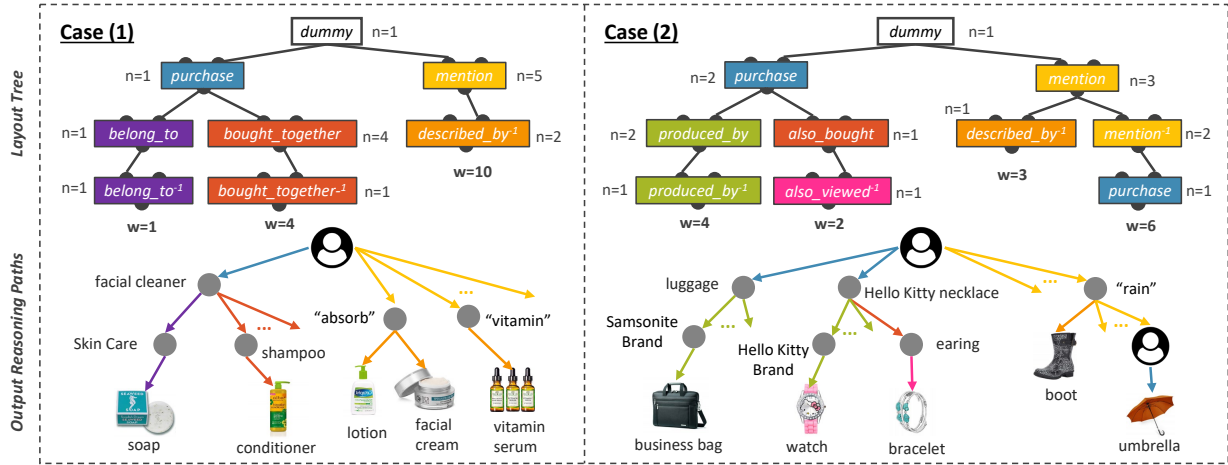 Case (1)
dummy n=1
n=1 purchase
mention n=5
n=1 belong_to
bought_together n=4
described_by⁻¹ n=2
w=10
n=1 belong_to⁻¹
bought_together⁻¹ n=1
w=1
w=4
Layout Tree
Case (2)
dummy n=1
n=2 purchase
mention n=3
n=2 produced_by
also_bought n=1
n=1
described_by⁻¹
mention⁻¹ n=2
w=3
n=1 produced_by⁻¹
also_viewed⁻¹ n=1
purchase n=1
w=4
w=2
w=6
Output Reasoning Paths
facial cleaner
...
"absorb"
"vitamin"
Skin Care
...
shampoo
soap
conditioner
lotion
facial
cream
vitamin
serum
luggage
Hello Kitty necklace
...
"rain"
Samsonite
Brand
...
...
...
Hello Kitty
Brand
earing
business bag
watch
bracelet
boot
umbrella